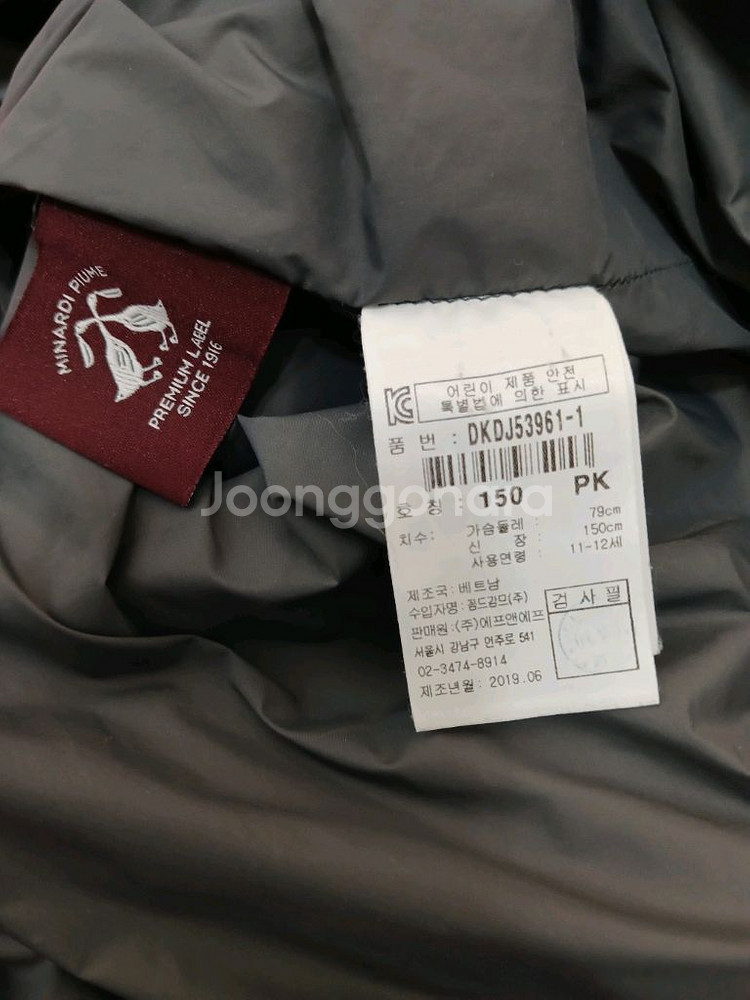 MINARDI PIUME
PREMIUM LABEL
SINCE 1916
어린이 제품 안전
특별법에 의한 표시
품 번 : DKDJ53961-1
호 칭 : 150 PK
치수: 가슴둘레 : 79cm
신 장 : 150cm
사용연령 : 11-12세
제조국: 베트남
수입자명: 꼼드걈므(주)
판매원 : (주)에프앤에프
서울시 강남구 언주로 541
02-3474-8914
제조년월 : 2019.06
검 사 필
Joonggonara